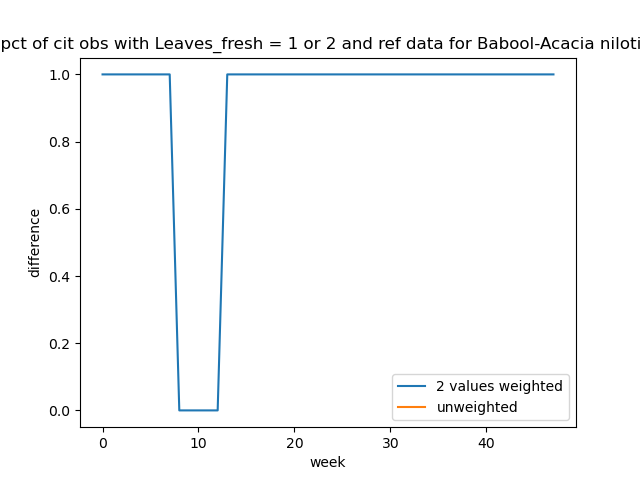 pct of cit obs with Leaves_fresh = 1 or 2 and ref data for Babool-Acacia niloti
1.0
0.8
0.6
0.4
0.2
0.0
difference
2 values weighted
unweighted
0
10
20
30
40
week